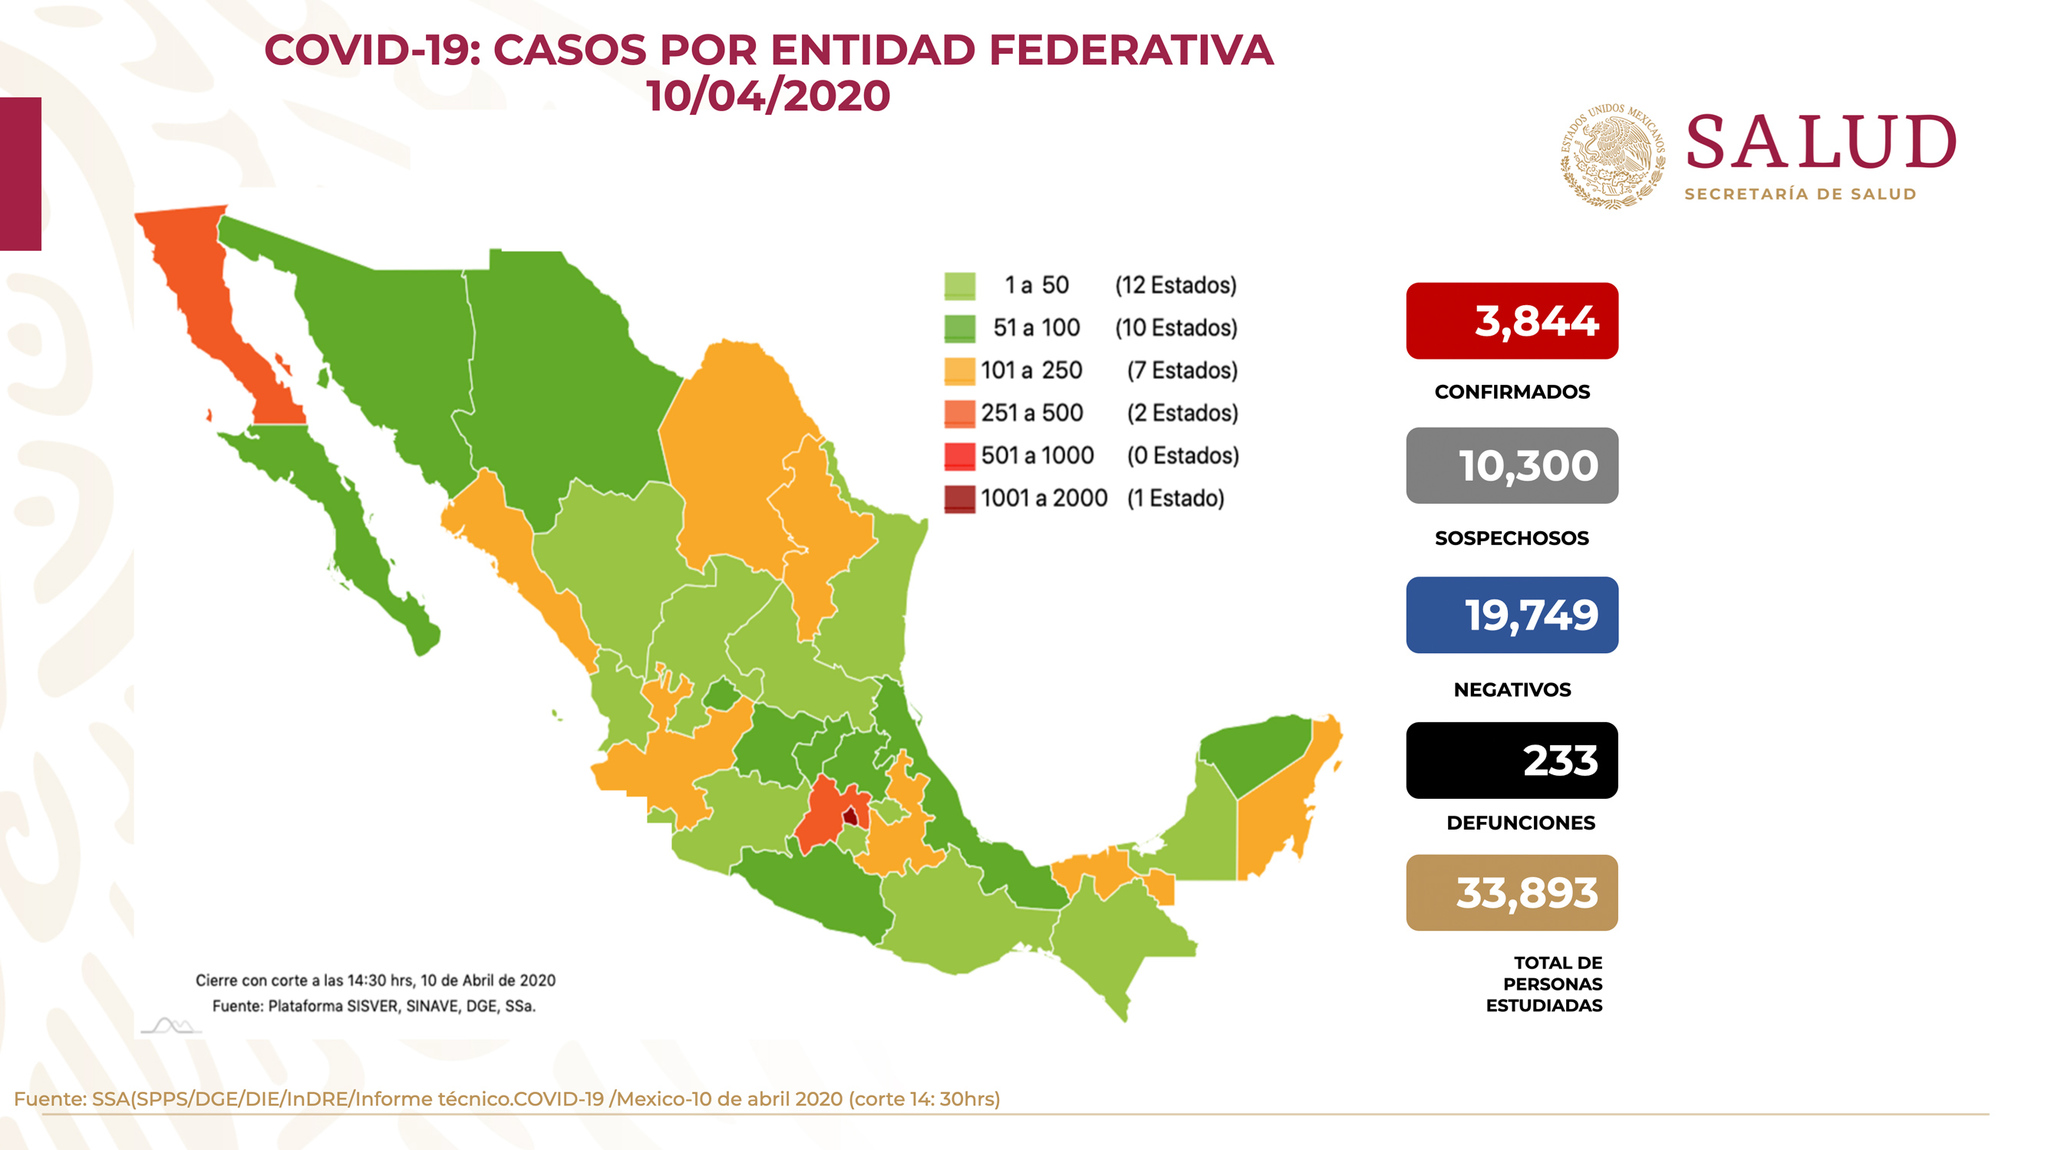 COVID-19: CASOS POR ENTIDAD FEDERATIVA
10/04/2020
ESTADOS UNIDOS MEXICANOS
SALUD
SECRETARÍA DE SALUD
1 a 50 (12 Estados)
51 a 100 (10 Estados)
101 a 250 (7 Estados)
251 a 500 (2 Estados)
501 a 1000 (0 Estados)
1001 a 2000 (1 Estado)
3,844
CONFIRMADOS
10,300
SOSPECHOSOS
19,749
NEGATIVOS
233
DEFUNCIONES
33,893
TOTAL DE
PERSONAS
ESTUDIADAS
Cierre con corte a las 14:30 hrs, 10 de Abril de 2020
Fuente: Plataforma SISVER, SINAVE, DGE, SSa.
Fuente: SSA(SPPS/DGE/DIE/InDRE/Informe técnico.COVID-19 /Mexico-10 de abril 2020 (corte 14: 30hrs)